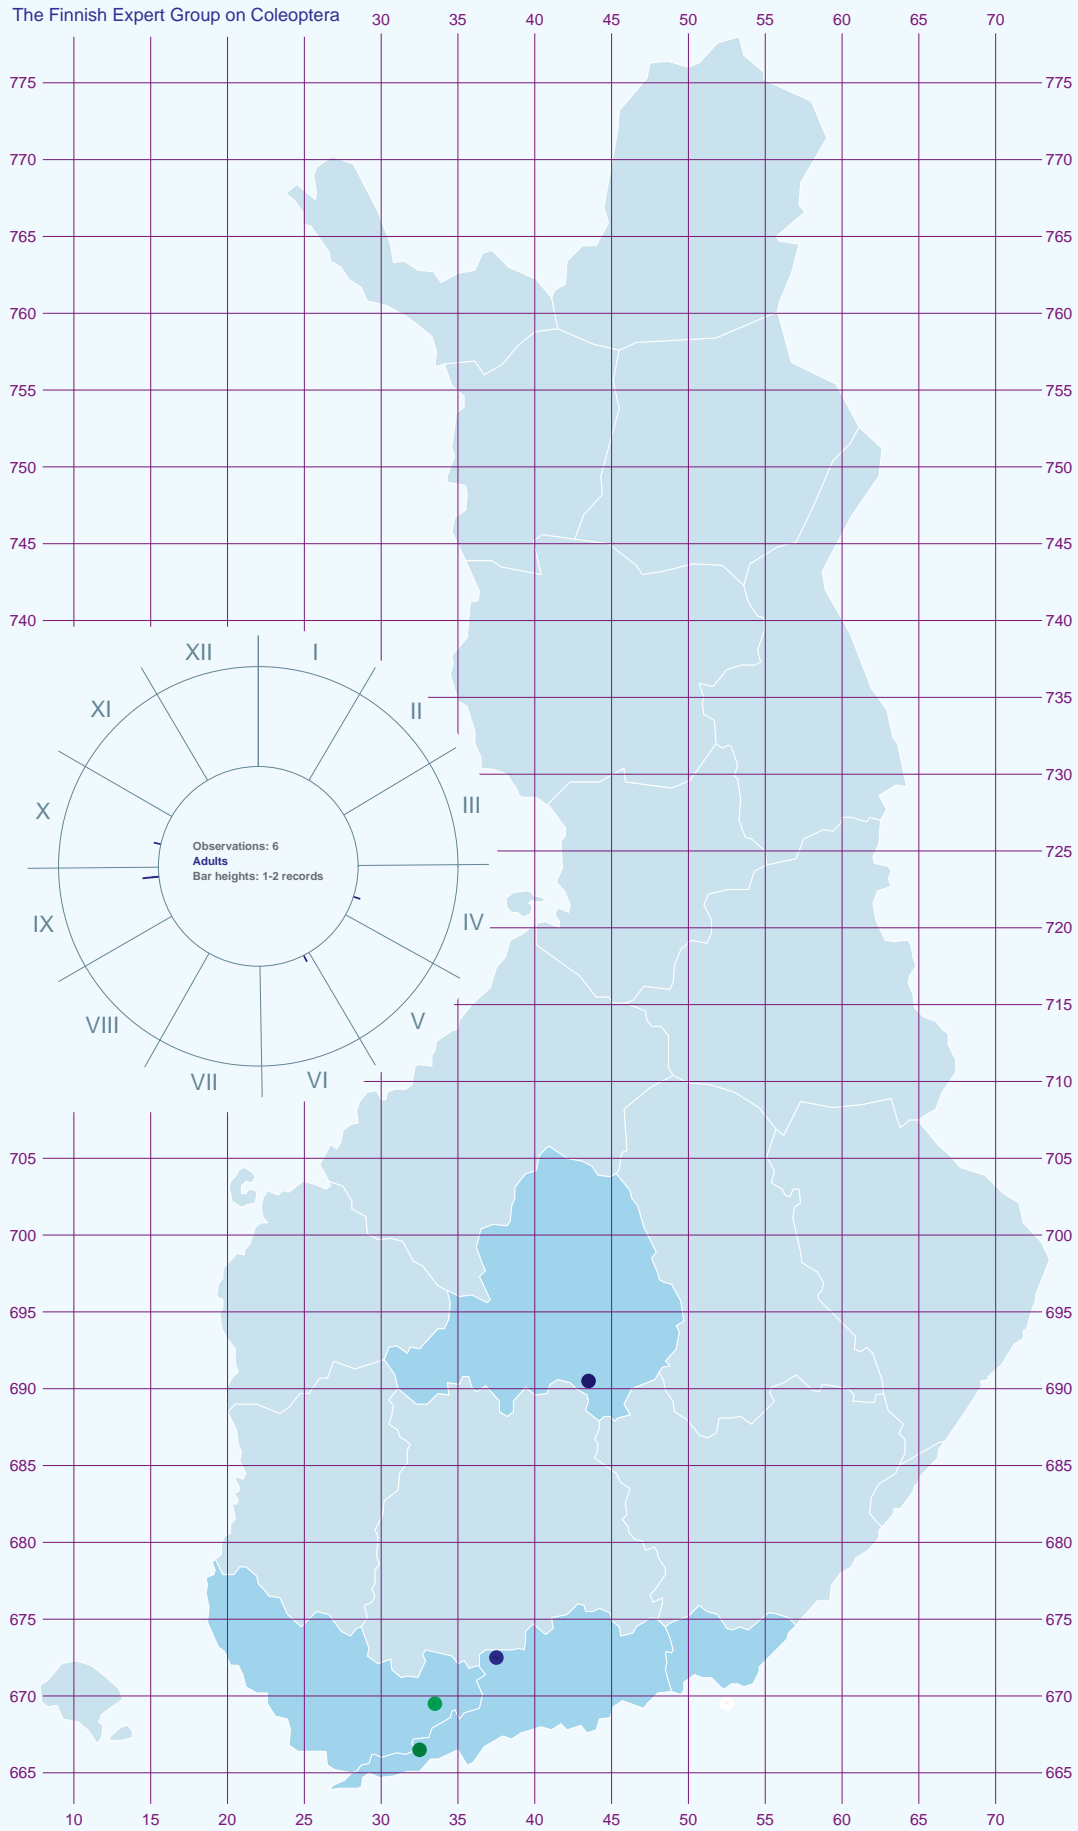 The Finnish Expert Group on Coleoptera
30 35 40 45 50 55 60 65 70
775 775
770 770
765 765
760 760
755 755
750 750
745 745
740 740
XII I
XI II
735
730
X III
725
Observations: 6
Adults
Bar heights: 1-2 records
IX IV
720
VIII V
715
VII VI
710
705 705
700 700
695 695
690 690
685 685
680 680
675 675
670 670
665 665
10 15 20 25 30 35 40 45 50 55 60 65 70